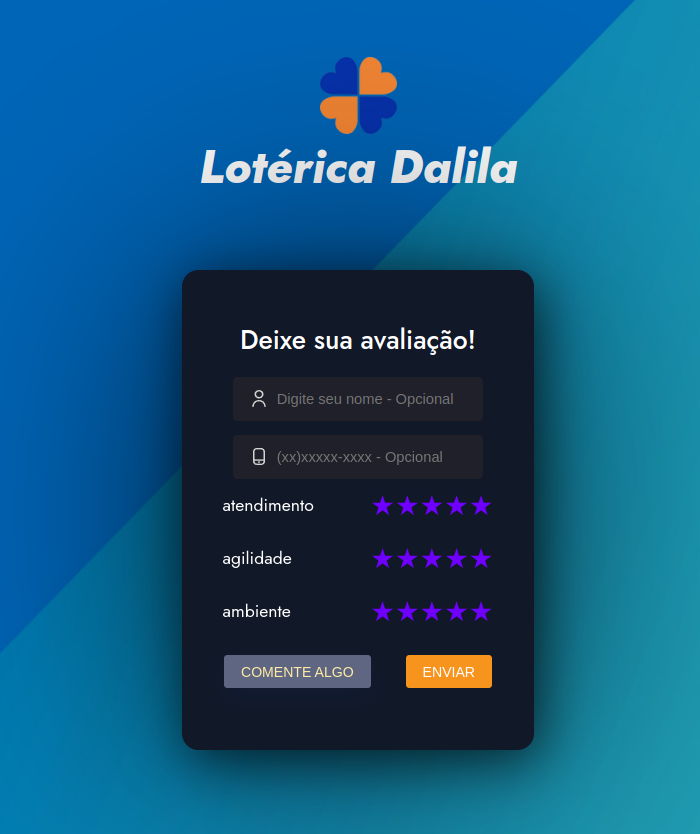 Lotérica Dalila
Deixe sua avaliação!
Digite seu nome - Opcional
(xx)xxxxx-xxxx - Opcional
atendimento
agilidade
ambiente
COMENTE ALGO
ENVIAR